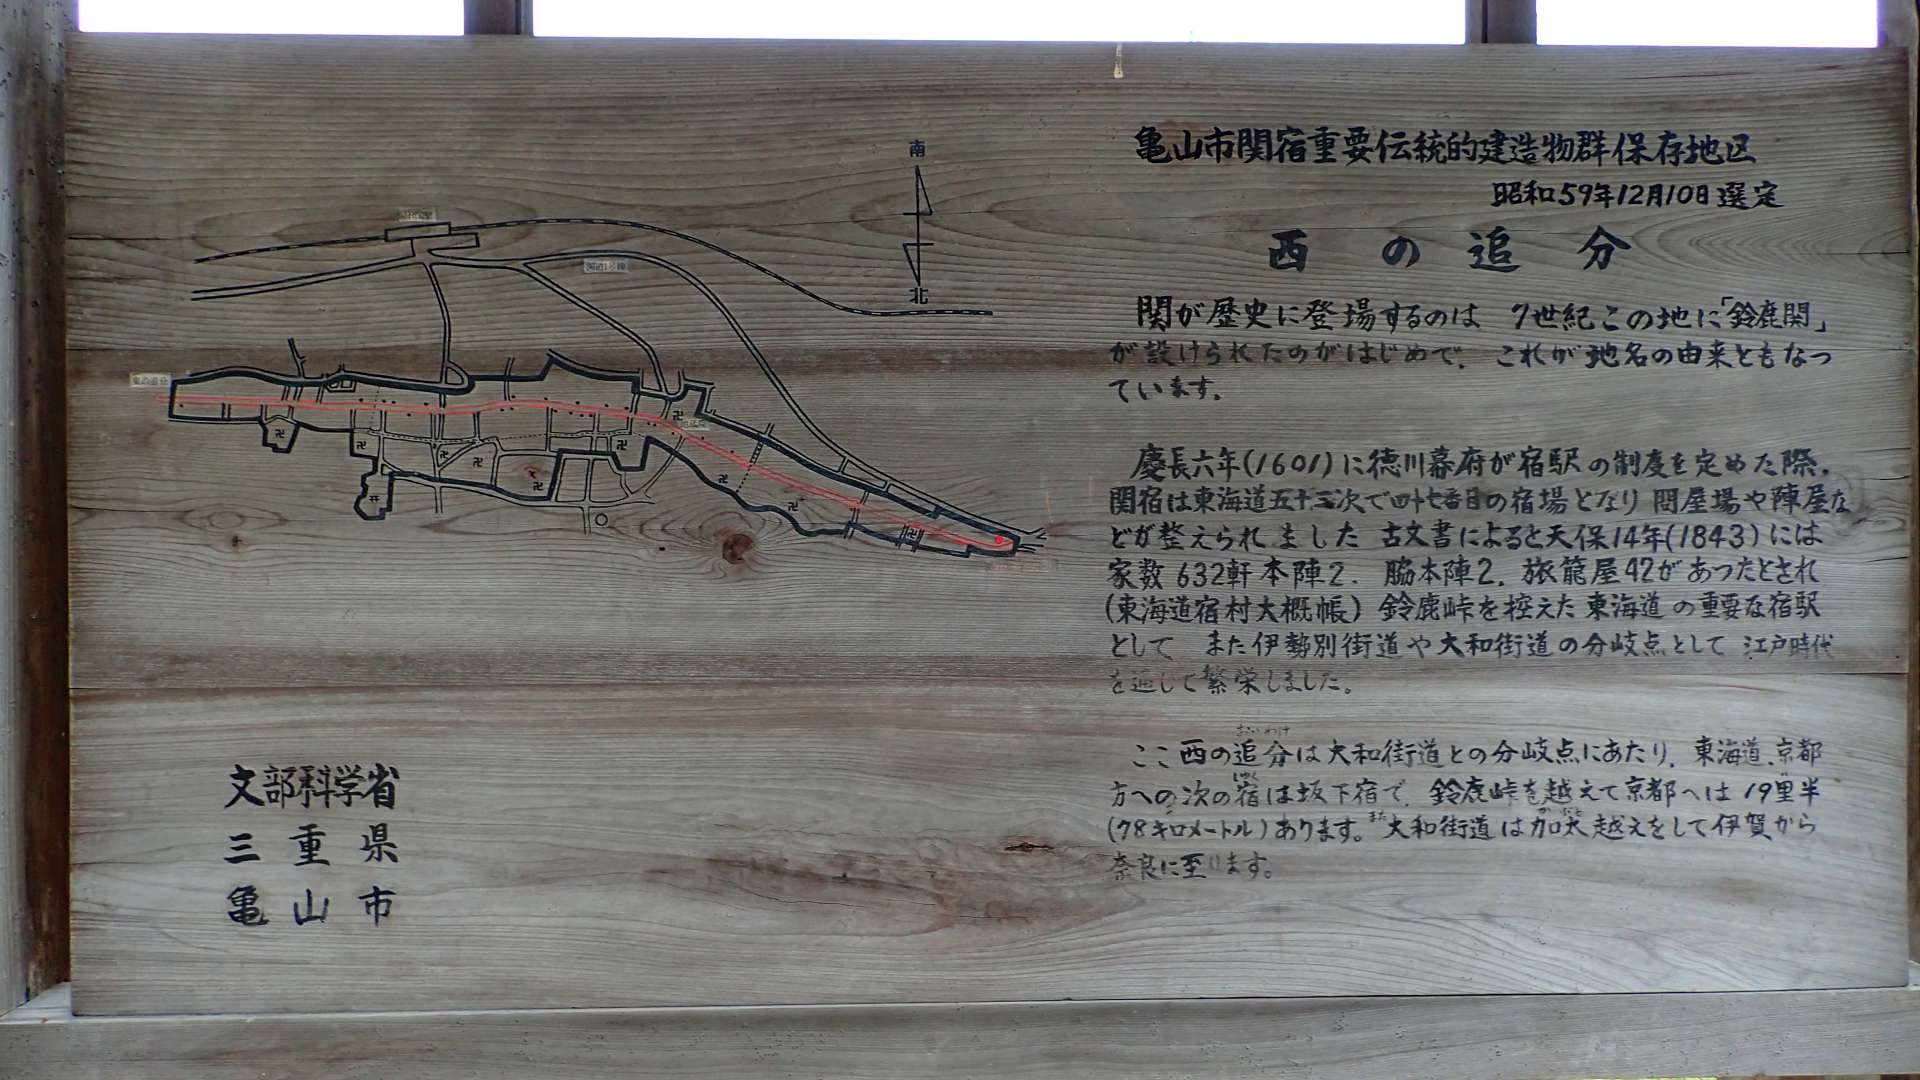 亀山市関宿重要伝統的建造物群保存地区
昭和59年12月10日選定
西の追分
関が歴史に登場するのは 7世紀この地に「鈴鹿関」
が設けられたのがはじめで、これが地名の由来ともなっ
ています。
慶長六年(1601)に徳川幕府が宿駅の制度を定めた際、
関宿は東海道五十三次で四十七番目の宿場となり 問屋場や陣屋な
どが整えられました 古文書によると天保14年(1843)には
家数632軒本陣2、脇本陣2、旅籠屋42があったとされ
(東海道宿村大概帳) 鈴鹿峠を控えた東海道の重要な宿駅
として また伊勢別街道や大和街道の分岐点として 江戸時代
を通して繁栄しました。
おいわけ
ここ西の追分は大和街道との分岐点にあたり、東海道、京都
しゅく
方への次の宿は坂下宿で、鈴鹿峠を越えて京都へは19里半
(78キロメートル)あります。また大和街道は加太越えをして伊賀から
奈良に至ります。
南
北
国道1号線
東の追分
文部科学省
三重県
亀山市